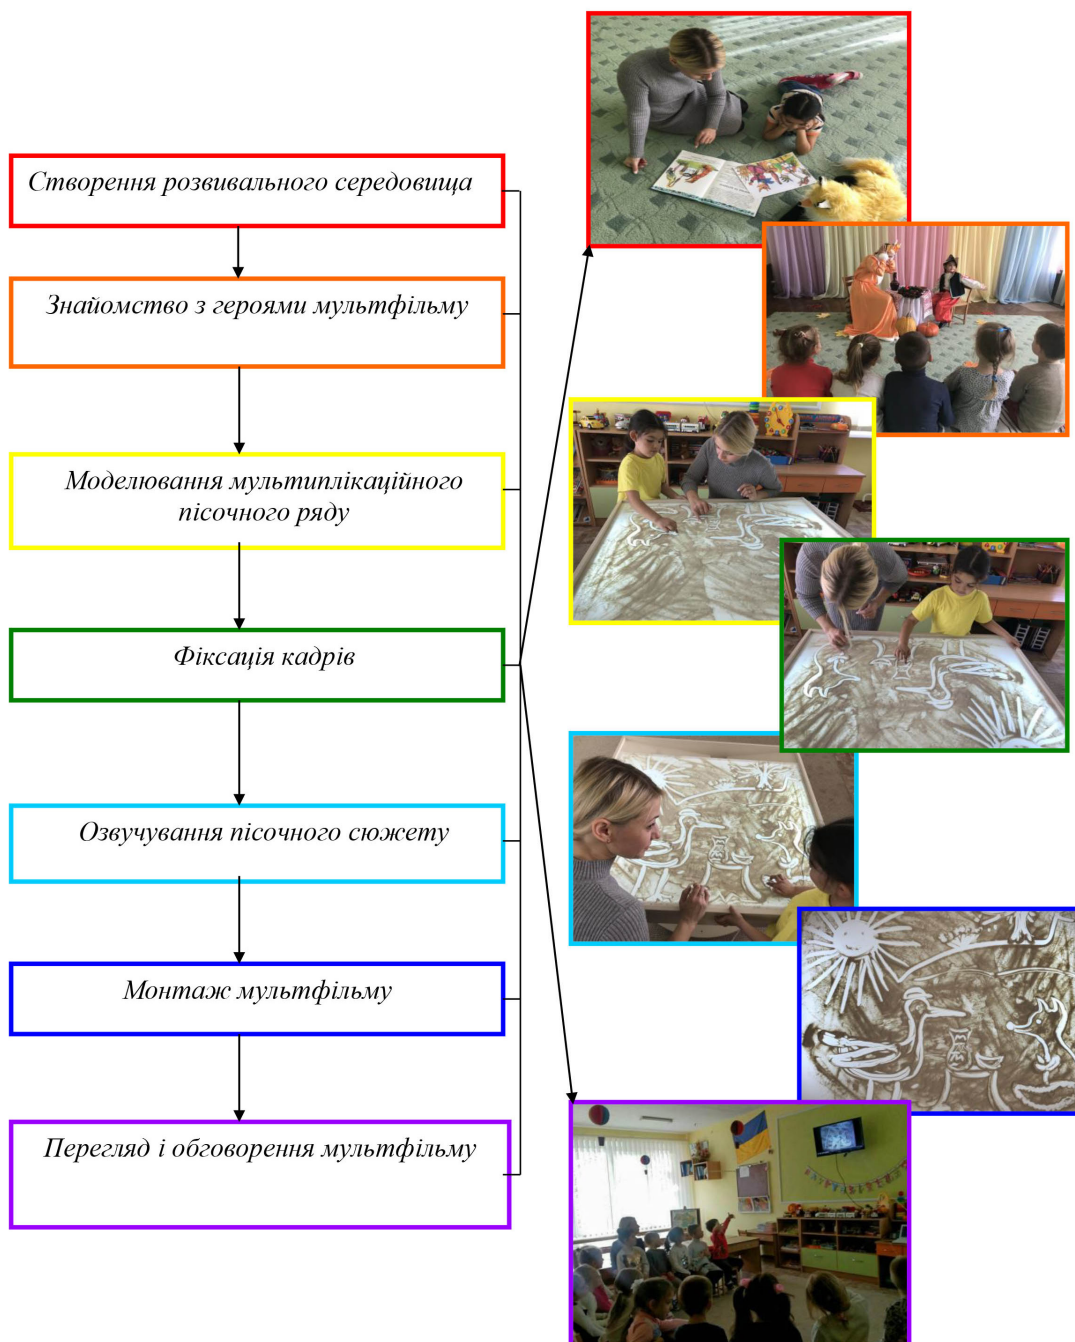 Створення розвивального середовища
Знайомство з героями мультфільму
Моделювання мультиплікаційного
пісочного ряду
Фіксація кадрів
Озвучування пісочного сюжету
Монтаж мультфільму
Перегляд і обговорення мультфільму